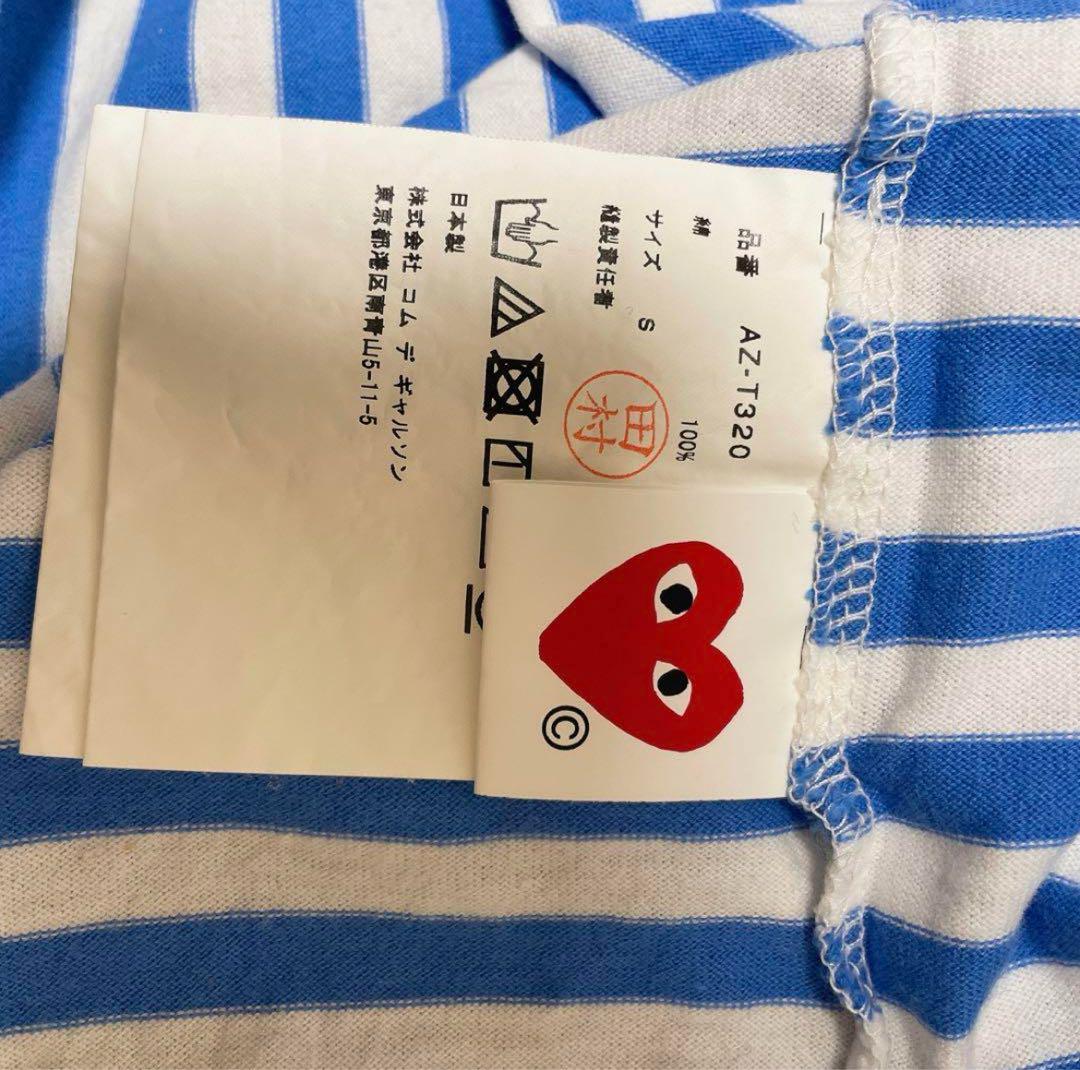 品番 AZ-T320
綿 100%
サイズ S
縫製責任者 田村
日本製
株式会社 コム デ ギャルソン
東京都港区南青山5-11-5
©